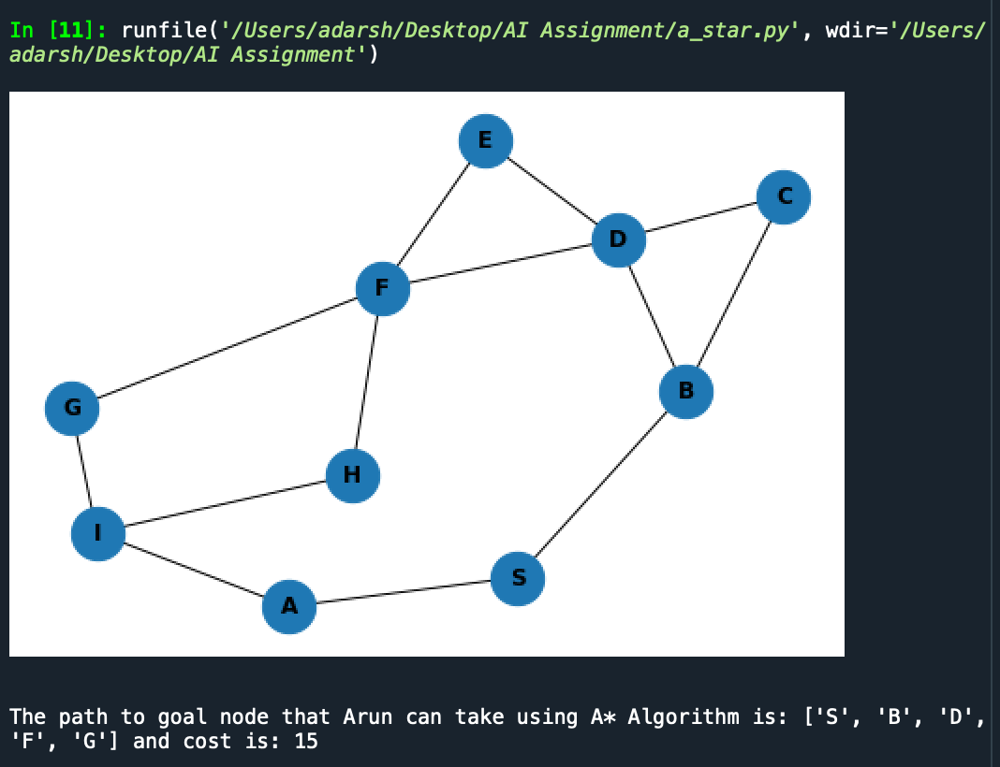 In [11]: runfile('/Users/adarsh/Desktop/AI Assignment/a_star.py', wdir='/Users/
adarsh/Desktop/AI Assignment')
E
C
D
F
B
G
H
I
S
A
The path to goal node that Arun can take using A* Algorithm is: ['S', 'B', 'D',
'F', 'G'] and cost is: 15